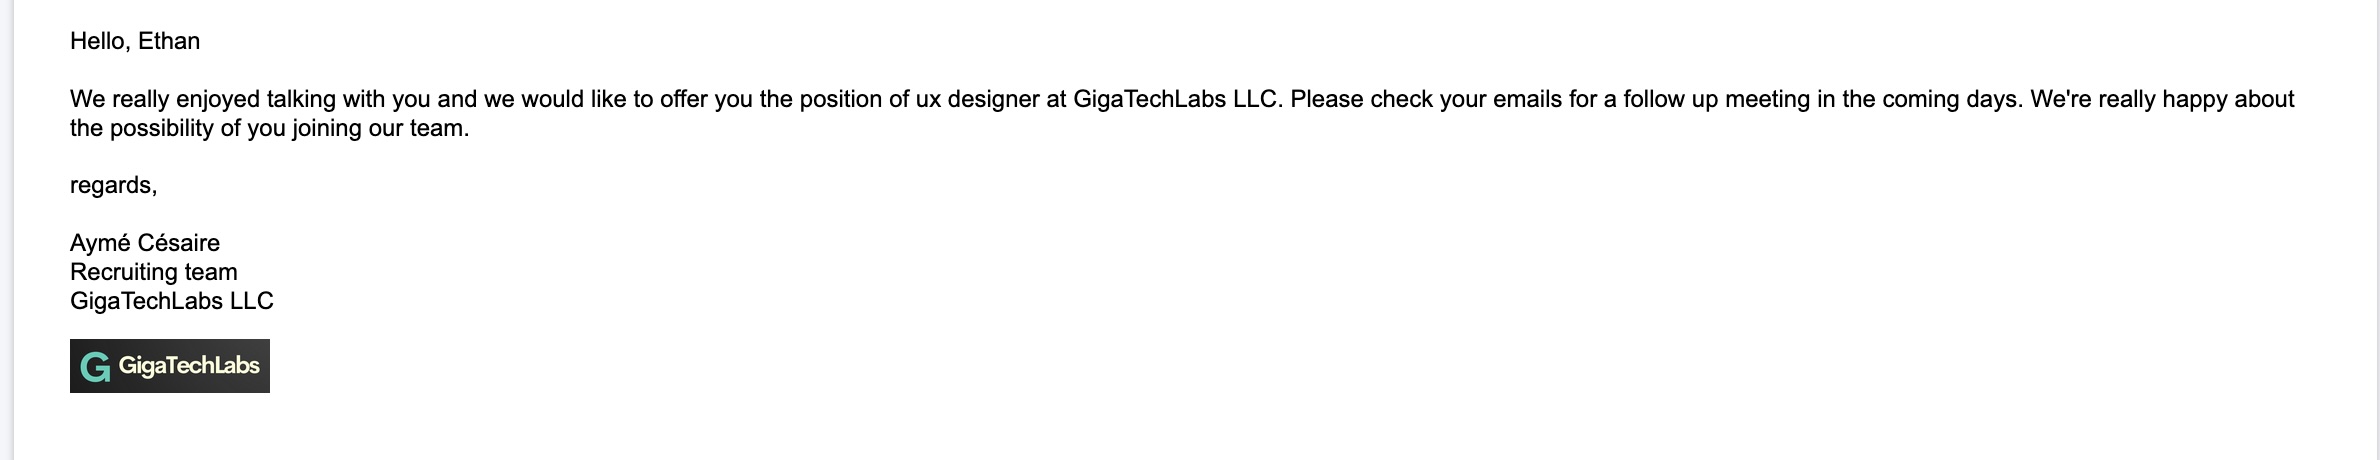 Hello, Ethan
We really enjoyed talking with you and we would like to offer you the position of ux designer at GigaTechLabs LLC. Please check your emails for a follow up meeting in the coming days. We're really happy about
the possibility of you joining our team.
regards,
Aymé Césaire
Recruiting team
GigaTechLabs LLC
G GigaTechLabs